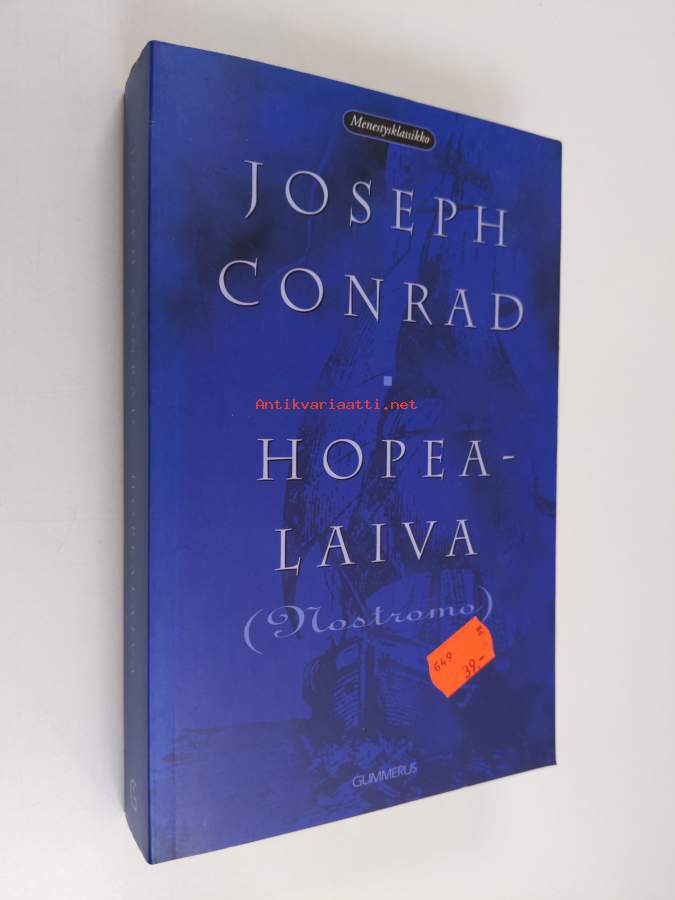 Menestysklassikko
JOSEPH
CONRAD
Antikvariaatti.net
HOPEA-
LAIVA
(Nostromo)
649
39,-
GUMMERUS